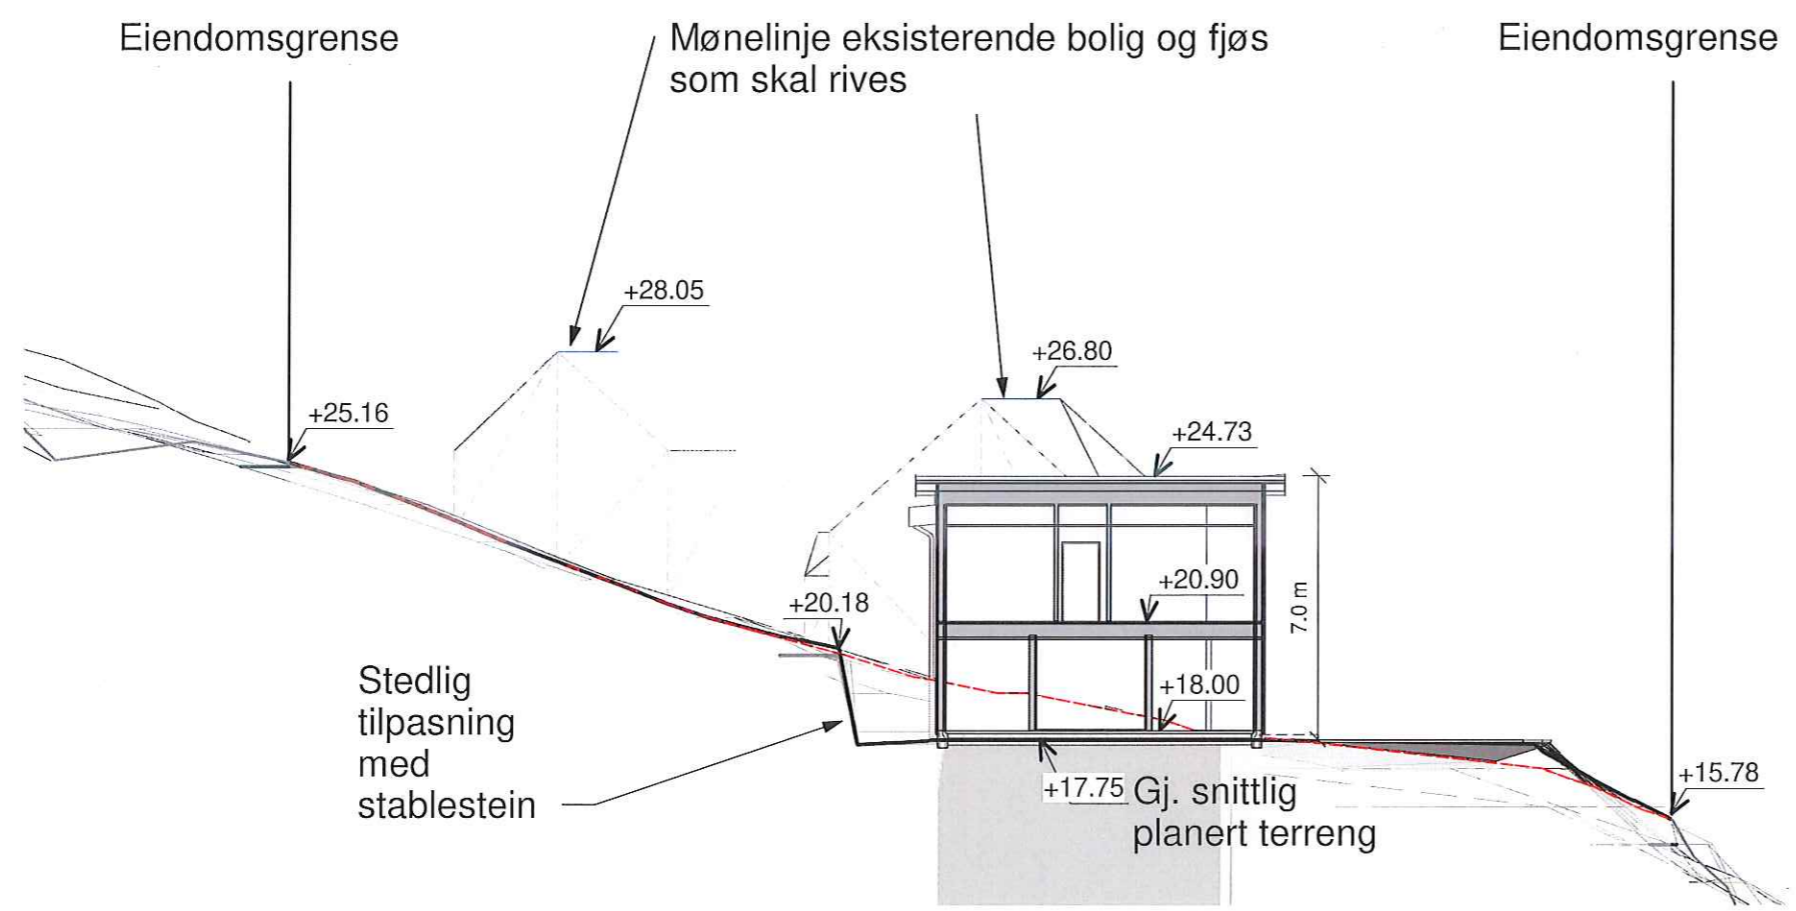 Eiendomsgrense
Mønelinje eksisterende bolig og fjøs
som skal rives
Eiendomsgrense
+28.05
+26.80
+25.16
+24.73
+20.90
7.0 m
+20.18
+18.00
Stedlig
tilpasning
med
stablestein
+17.75
Gj. snittlig
planert terreng
+15.78